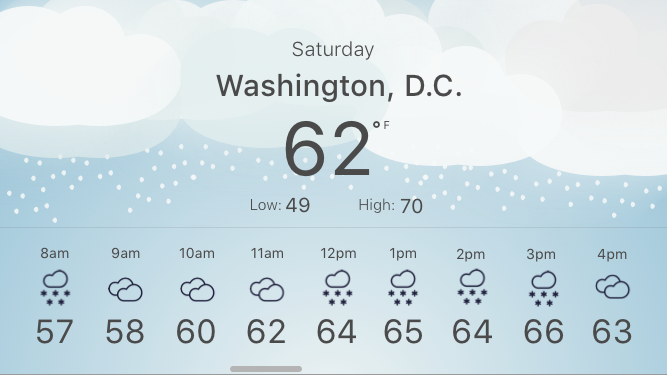 Saturday
Washington, D.C.
62°F
Low: 49 High: 70
8am 9am 10am 11am 12pm 1pm 2pm 3pm 4pm
57 58 60 62 64 65 64 66 63